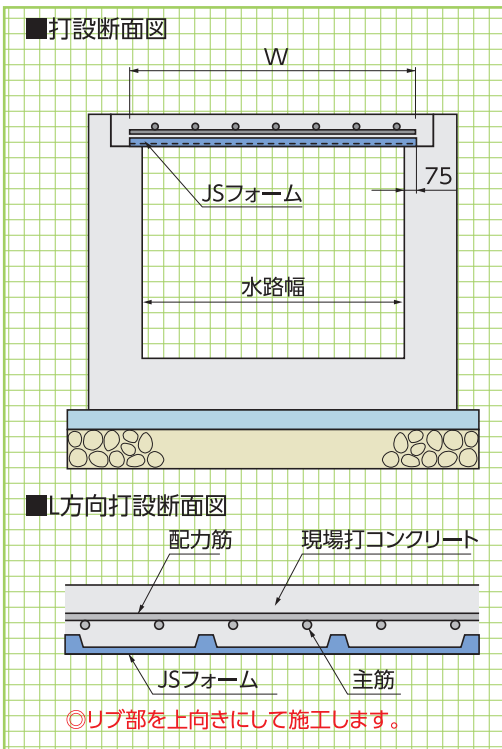 ■打設断面図
W
JSフォーム
75
水路幅
■L方向打設断面図
配力筋
現場打コンクリート
JSフォーム
主筋
◎リブ部を上向きにして施工します。